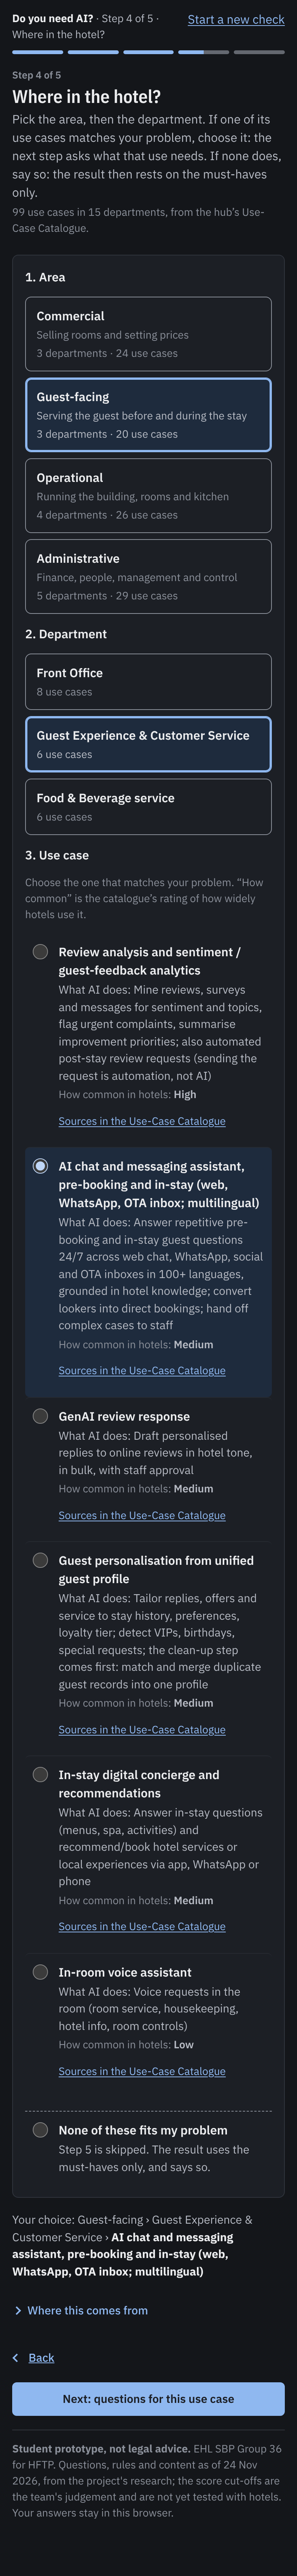 Do you need AI? · Step 4 of 5 ·
Where in the hotel?
Start a new check
Step 4 of 5
Where in the hotel?
Pick the area, then the department. If one of its
use cases matches your problem, choose it: the
next step asks what that use needs. If none does,
say so: the result then rests on the must-haves
only.
99 use cases in 15 departments, from the hub's Use-
Case Catalogue.
1. Area
Commercial
Selling rooms and setting prices
3 departments · 24 use cases
Guest-facing
Serving the guest before and during the stay
3 departments · 20 use cases
Operational
Running the building, rooms and kitchen
4 departments · 26 use cases
Administrative
Finance, people, management and control
5 departments · 29 use cases
2. Department
Front Office
8 use cases
Guest Experience & Customer Service
6 use cases
Food & Beverage service
6 use cases
3. Use case
Choose the one that matches your problem. “How
common” is the catalogue's rating of how widely
hotels use it.
Review analysis and sentiment /
guest-feedback analytics
What AI does: Mine reviews, surveys
and messages for sentiment and topics,
flag urgent complaints, summarise
improvement priorities; also automated
post-stay review requests (sending the
request is automation, not AI)
How common in hotels: High
Sources in the Use-Case Catalogue
AI chat and messaging assistant,
pre-booking and in-stay (web,
WhatsApp, OTA inbox; multilingual)
What AI does: Answer repetitive pre-
booking and in-stay guest questions
24/7 across web chat, WhatsApp, social
and OTA inboxes in 100+ languages,
grounded in hotel knowledge; convert
lookers into direct bookings; hand off
complex cases to staff
How common in hotels: Medium
Sources in the Use-Case Catalogue
GenAI review response
What AI does: Draft personalised
replies to online reviews in hotel tone,
in bulk, with staff approval
How common in hotels: Medium
Sources in the Use-Case Catalogue
Guest personalisation from unified
guest profile
What AI does: Tailor replies, offers and
service to stay history, preferences,
loyalty tier; detect VIPs, birthdays,
special requests; the clean-up step
comes first: match and merge duplicate
guest records into one profile
How common in hotels: Medium
Sources in the Use-Case Catalogue
In-stay digital concierge and
recommendations
What AI does: Answer in-stay questions
(menus, spa, activities) and
recommend/book hotel services or
local experiences via app, WhatsApp or
phone
How common in hotels: Medium
Sources in the Use-Case Catalogue
In-room voice assistant
What AI does: Voice requests in the
room (room service, housekeeping,
hotel info, room controls)
How common in hotels: Low
Sources in the Use-Case Catalogue
None of these fits my problem
Step 5 is skipped. The result uses the
must-haves only, and says so.
Your choice: Guest-facing › Guest Experience &
Customer Service › AI chat and messaging
assistant, pre-booking and in-stay (web,
WhatsApp, OTA inbox; multilingual)
Where this comes from
Back
Next: questions for this use case
Student prototype, not legal advice. EHL SBP Group 36
for HFTP. Questions, rules and content as of 24 Nov
2026, from the project's research; the score cut-offs are
the team's judgement and are not yet tested with hotels.
Your answers stay in this browser.